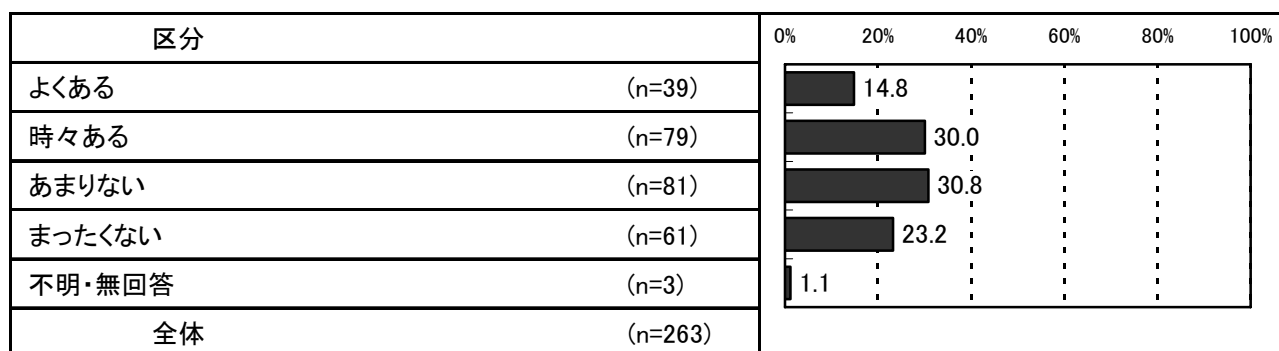 区分 0% 20% 40% 60% 80% 100%
よくある (n=39) 14.8
時々ある (n=79) 30.0
あまりない (n=81) 30.8
まったくない (n=61) 23.2
不明・無回答 (n=3) 1.1
全体 (n=263)